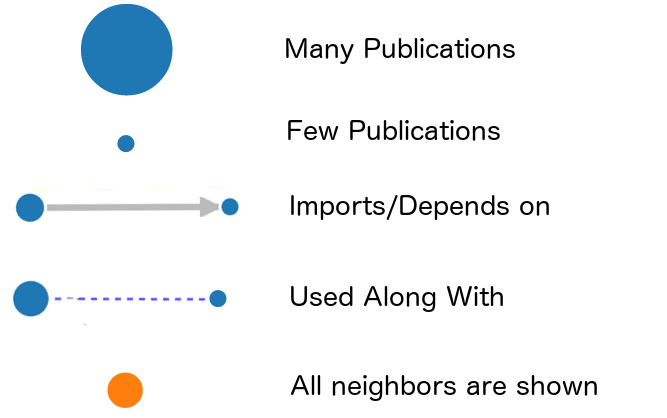 Many Publications
Few Publications
Imports/Depends on
Used Along With
All neighbors are shown